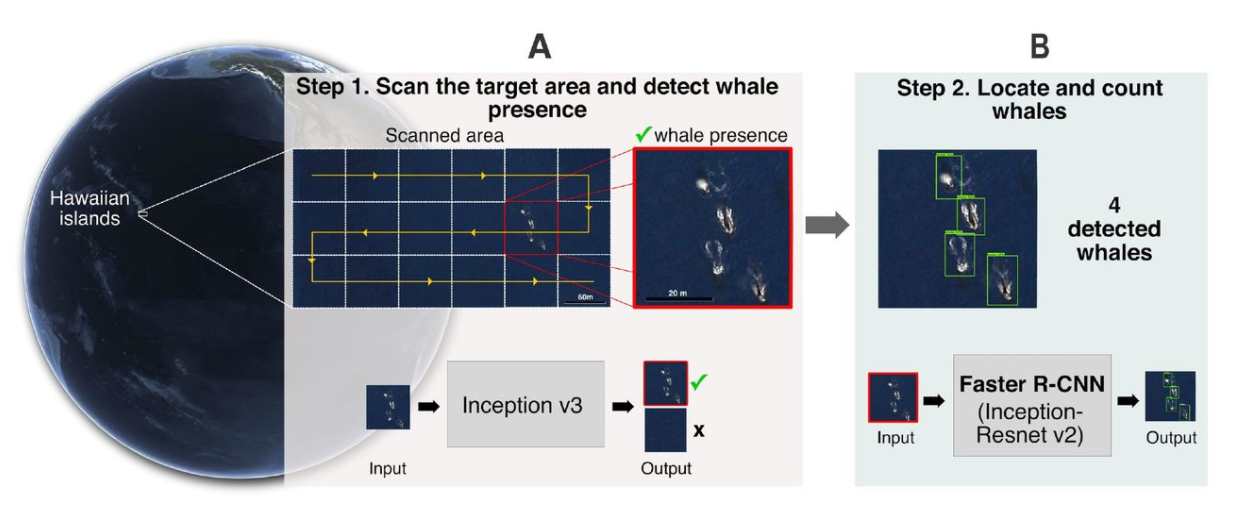 A
B
Step 1. Scan the target area and detect whale
presence
Step 2. Locate and count
whales
Scanned area
✓ whale presence
Hawaiian
islands
60m
20 m
4
detected
whales
Inception v3
✓
x
Input
Output
Faster R-CNN
(Inception-
Resnet v2)
Input
Output